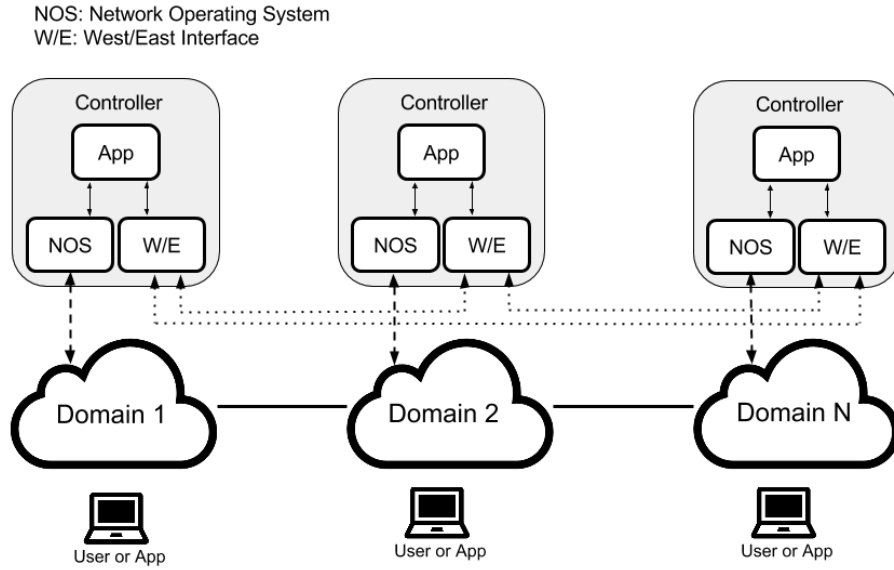 NOS: Network Operating System
W/E: West/East Interface
Controller
Controller
Controller
App
App
App
NOS
W/E
NOS
W/E
NOS
W/E
Domain 1
Domain 2
Domain N
User or App
User or App
User or App